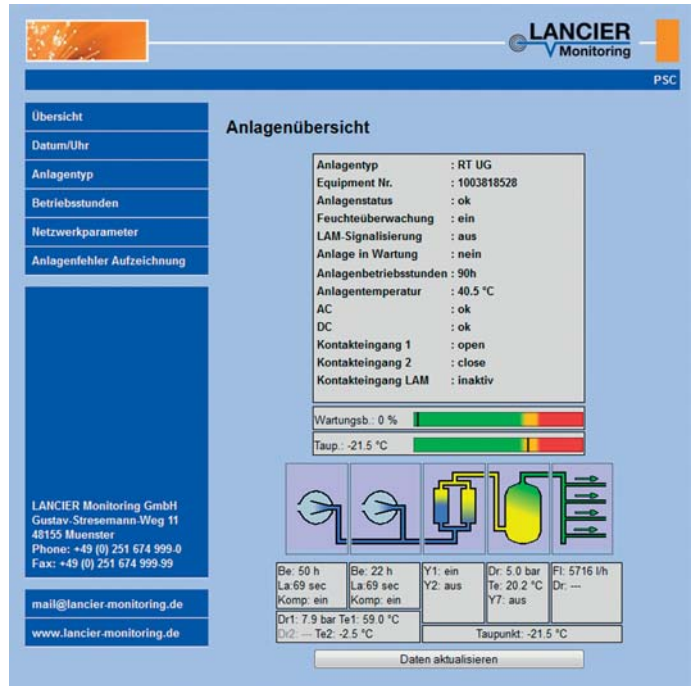 LANCIER
Monitoring
PSC
Übersicht
Datum/Uhr
Anlagentyp
Betriebsstunden
Netzwerkparameter
Anlagenfehler Aufzeichnung
LANCIER Monitoring GmbH
Gustav-Stresemann-Weg 11
48155 Muenster
Phone: +49 (0) 251 674 999-0
Fax: +49 (0) 251 674 999-99
mail@lancier-monitoring.de
www.lancier-monitoring.de
Anlagenübersicht
Anlagentyp : RT UG
Equipment Nr. : 1003818528
Anlagenstatus : ok
Feuchteüberwachung : ein
LAM-Signalisierung : aus
Anlage in Wartung : nein
Anlagenbetriebsstunden : 90h
Anlagentemperatur : 40.5 °C
AC : ok
DC : ok
Kontakteingang 1 : open
Kontakteingang 2 : close
Kontakteingang LAM : inaktiv
Wartungsb.: 0 %
Taup.: -21.5 °C
Be: 50 h Be: 22 h Y1: ein Dr: 5.0 bar Fl: 5716 l/h
La:69 sec La:69 sec Y2: aus Te: 20.2 °C Dr: ---
Komp: ein Komp: ein Y7: aus
Dr1: 7.9 bar Te1: 59.0 °C
Dr2: --- Te2: -2.5 °C Taupunkt: -21.5 °C
Daten aktualisieren